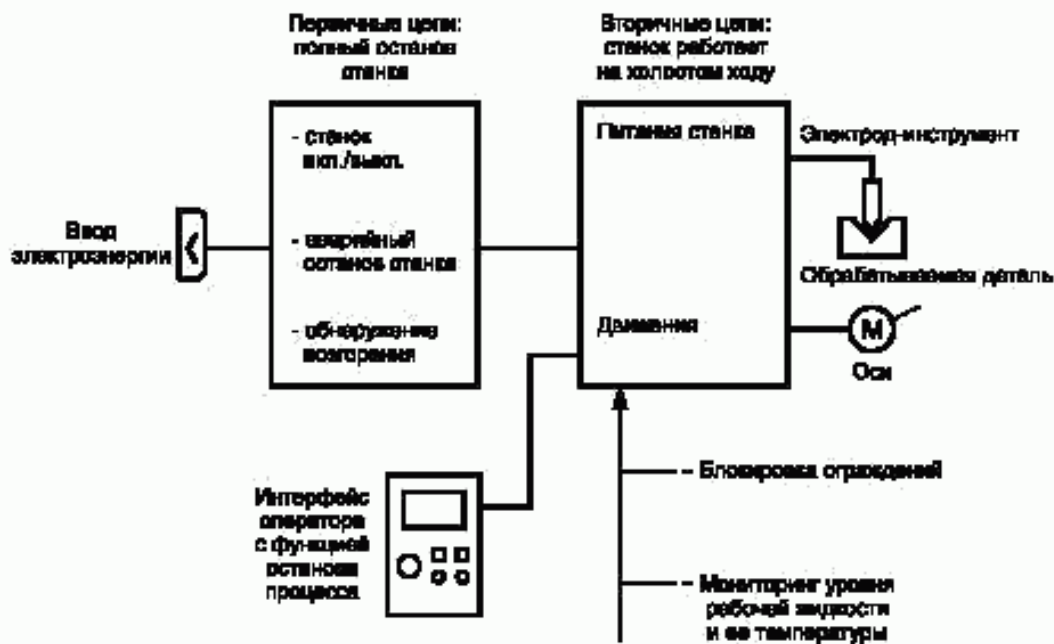 Первичные цепи:
полный останов
станка
Вторичные цепи:
станок работает
на холостом ходу
- станок
вкл./выкл.
- аварийный
останов станка
- обнаружение
возгорания
Питания станка
Движения
Электрод-инструмент
Обрабатываемая деталь
М
Оси
Ввод
электроэнергии
Интерфейс
оператора
с функцией
останова
процесса
- Блокировка ограждений
- Мониторинг уровня
рабочей жидкости
и ее температуры